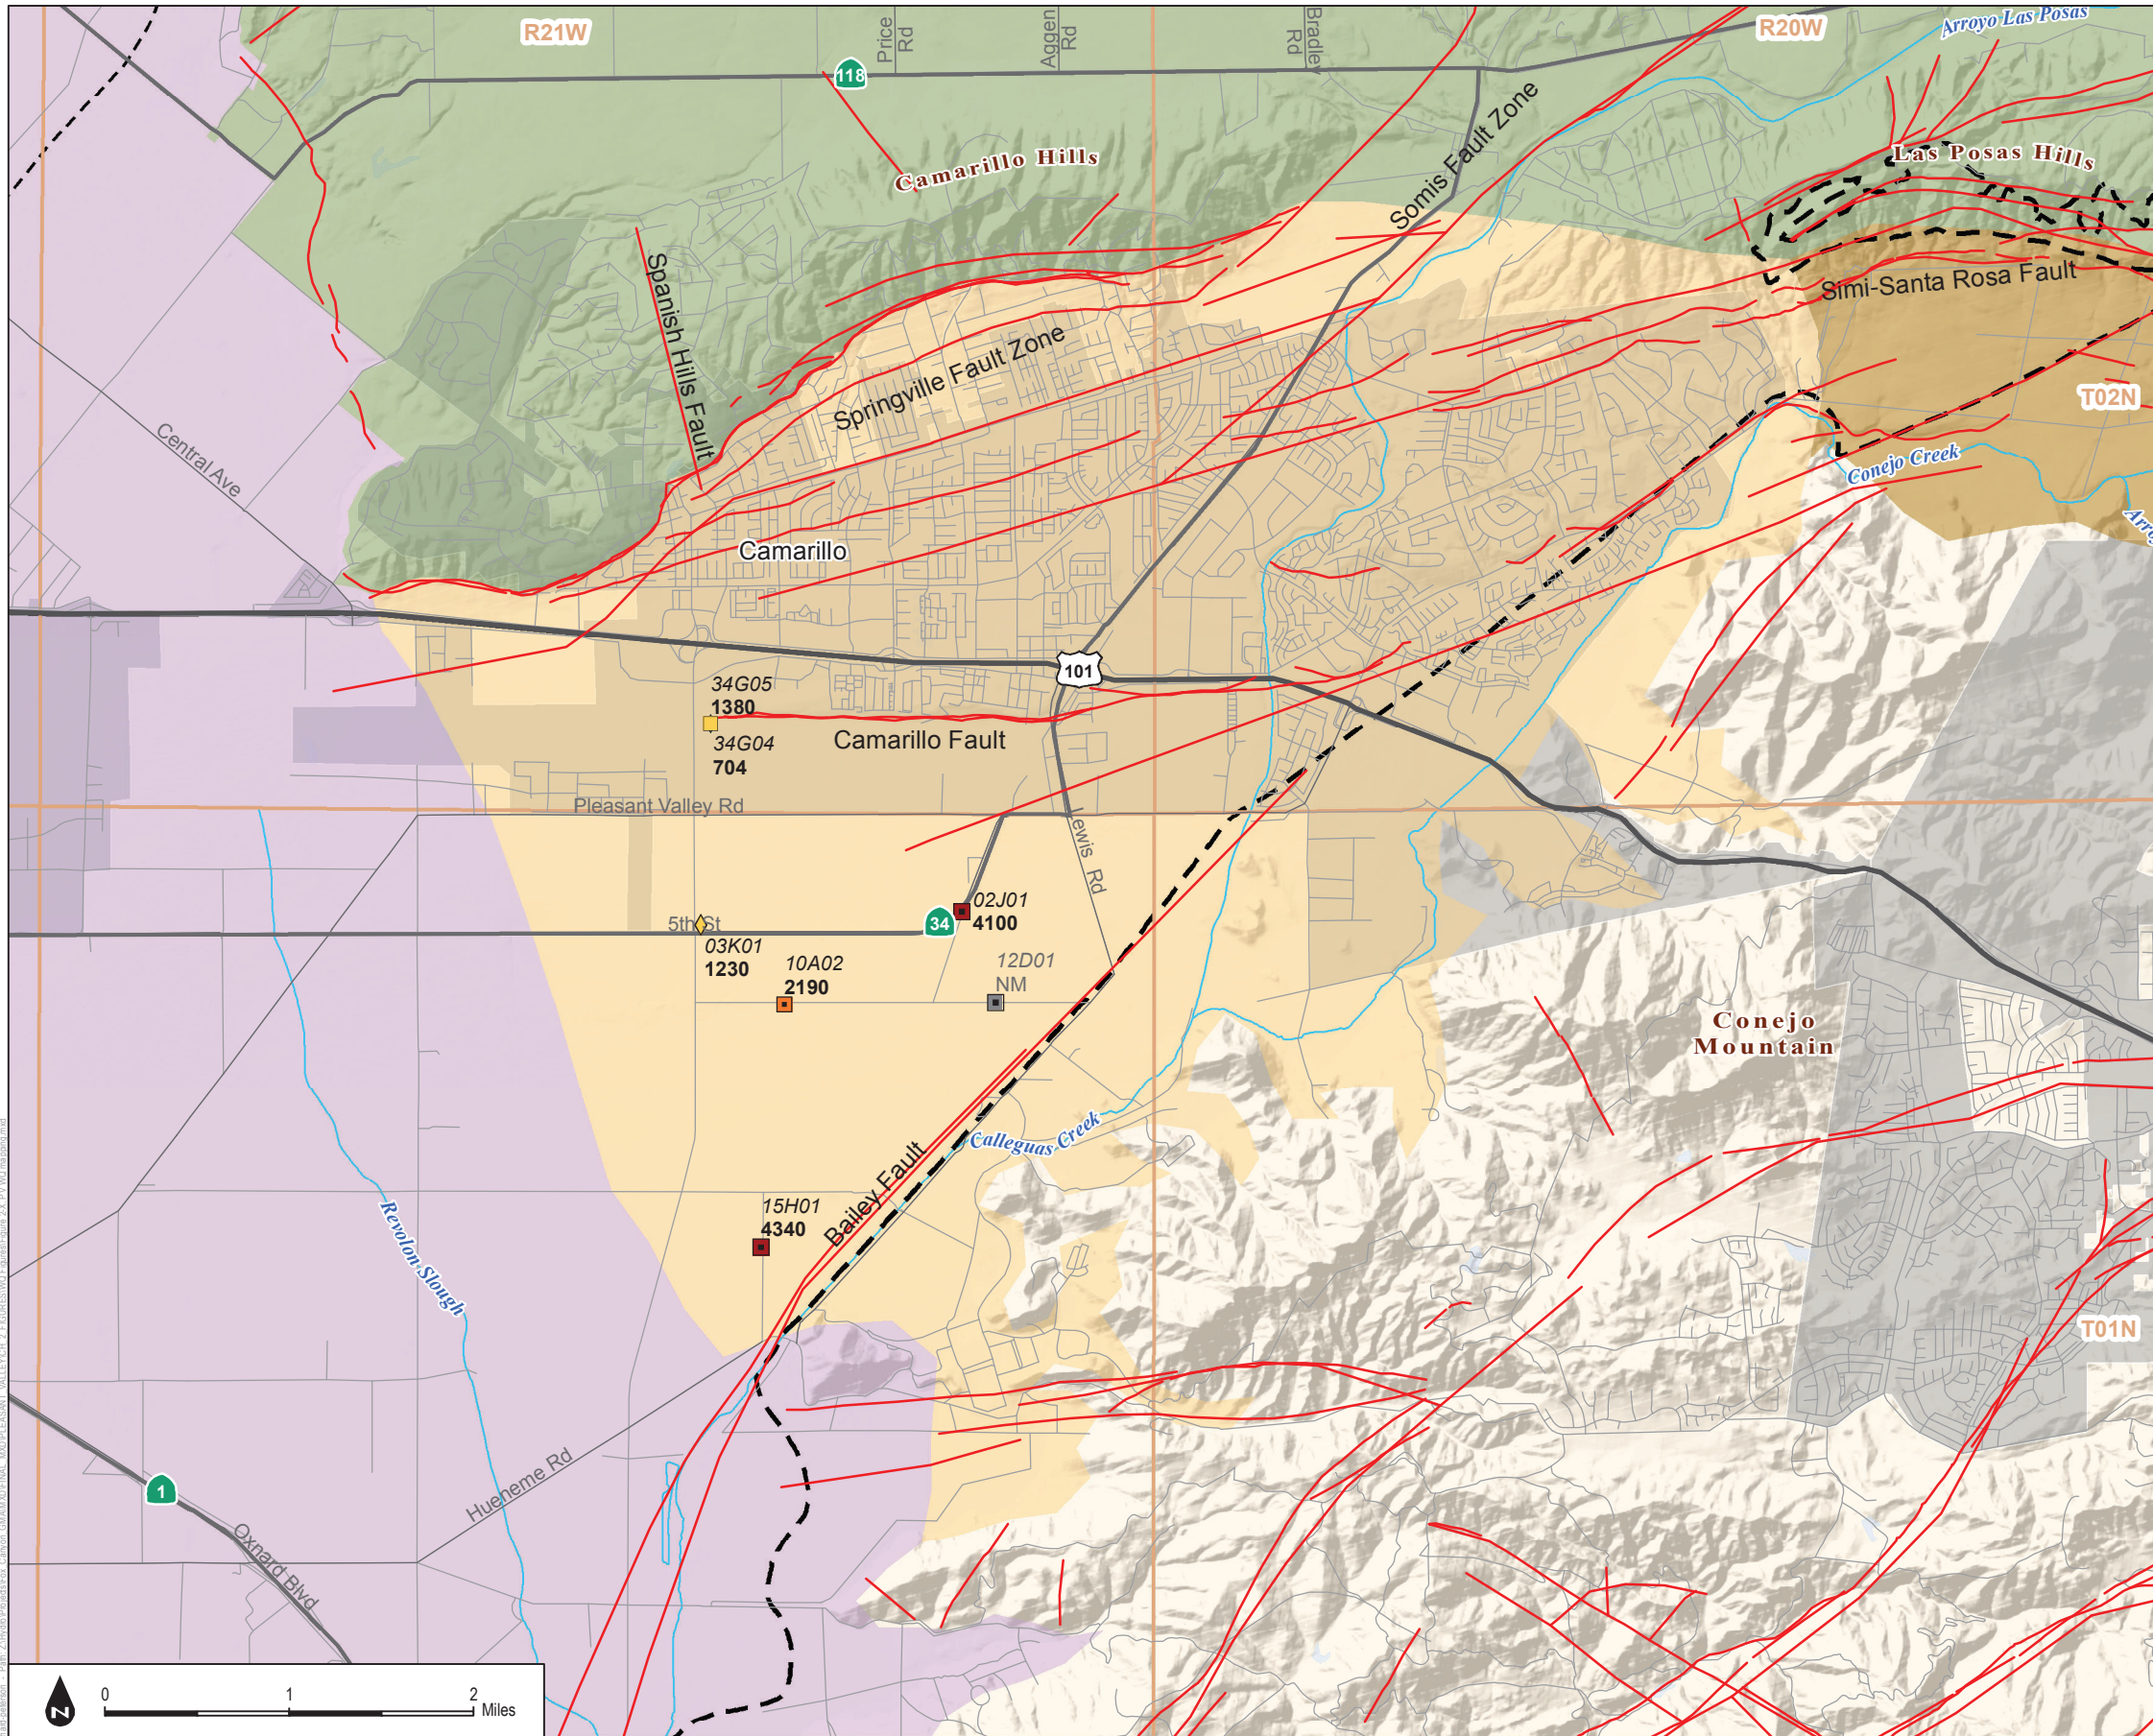 R21W
Price
Rd
Aggen
Rd
Bradley
Rd
R20W
Arroyo Las Posas
118
Camarillo Hills
Somis Fault Zone
Las Posas Hills
Spanish Hills Fault
Simi-Santa Rosa Fault
Springville Fault Zone
T02N
Central Ave
Conejo Creek
Camarillo
101
34G05
1380
34G04
704
Camarillo Fault
Pleasant Valley Rd
Lewis Rd
02J01
4100
34
5th St
03K01
1230
10A02
2190
12D01
NM
Conejo
Mountain
Calleguas Creek
Bailey Fault
15H01
4340
Revolon Slough
T01N
Hueneme Rd
1
Oxnard Blvd
N
0 1 2
Miles